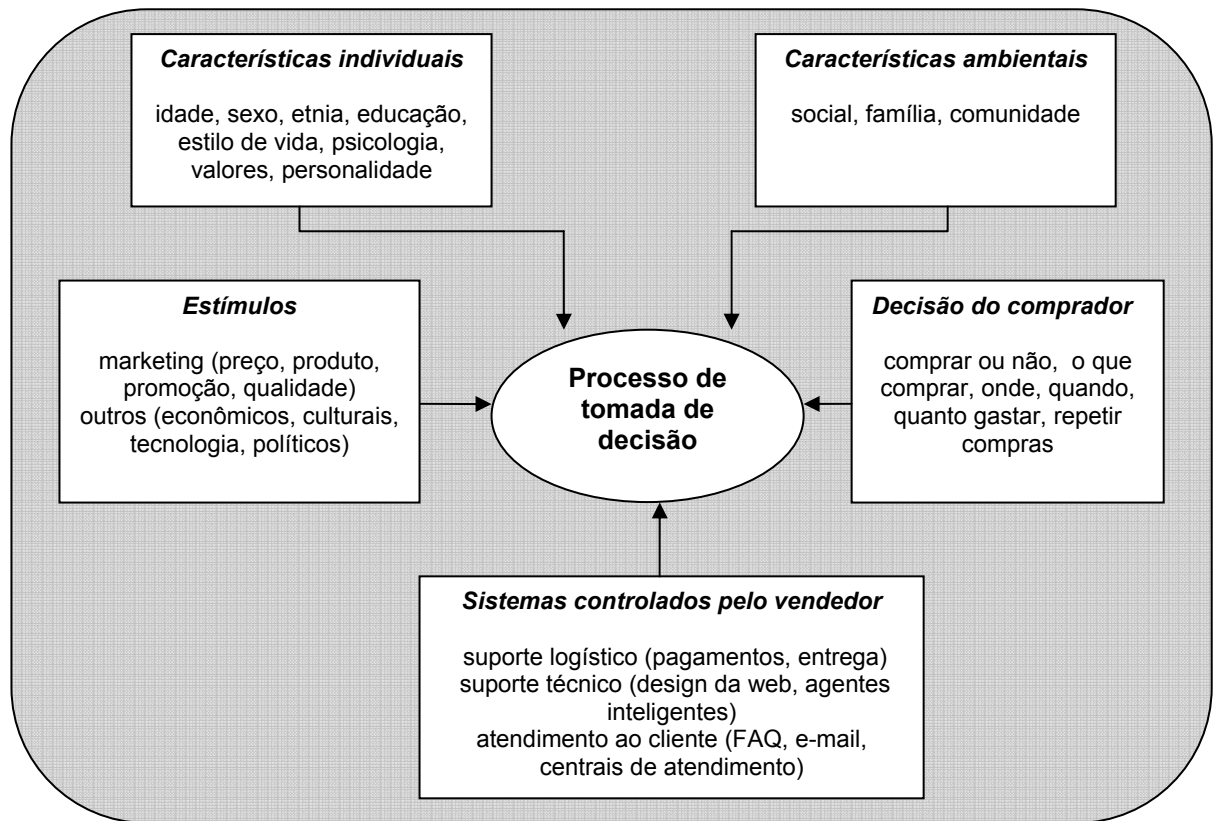 Características individuais
idade, sexo, etnia, educação,
estilo de vida, psicologia,
valores, personalidade
Características ambientais
social, família, comunidade
Estímulos
marketing (preço, produto,
promoção, qualidade)
outros (econômicos, culturais,
tecnologia, políticos)
Processo de
tomada de
decisão
Decisão do comprador
comprar ou não, o que
comprar, onde, quando,
quanto gastar, repetir
compras
Sistemas controlados pelo vendedor
suporte logístico (pagamentos, entrega)
suporte técnico (design da web, agentes
inteligentes)
atendimento ao cliente (FAQ, e-mail,
centrais de atendimento)